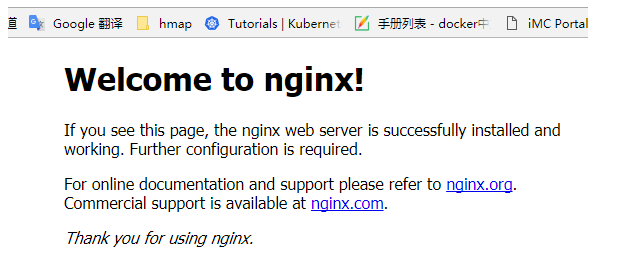 道 Google 翻译 hmap Tutorials | Kubernet 手册列表 - docker中 iMC Portal
Welcome to nginx!
If you see this page, the nginx web server is successfully installed and
working. Further configuration is required.
For online documentation and support please refer to nginx.org.
Commercial support is available at nginx.com.
Thank you for using nginx.